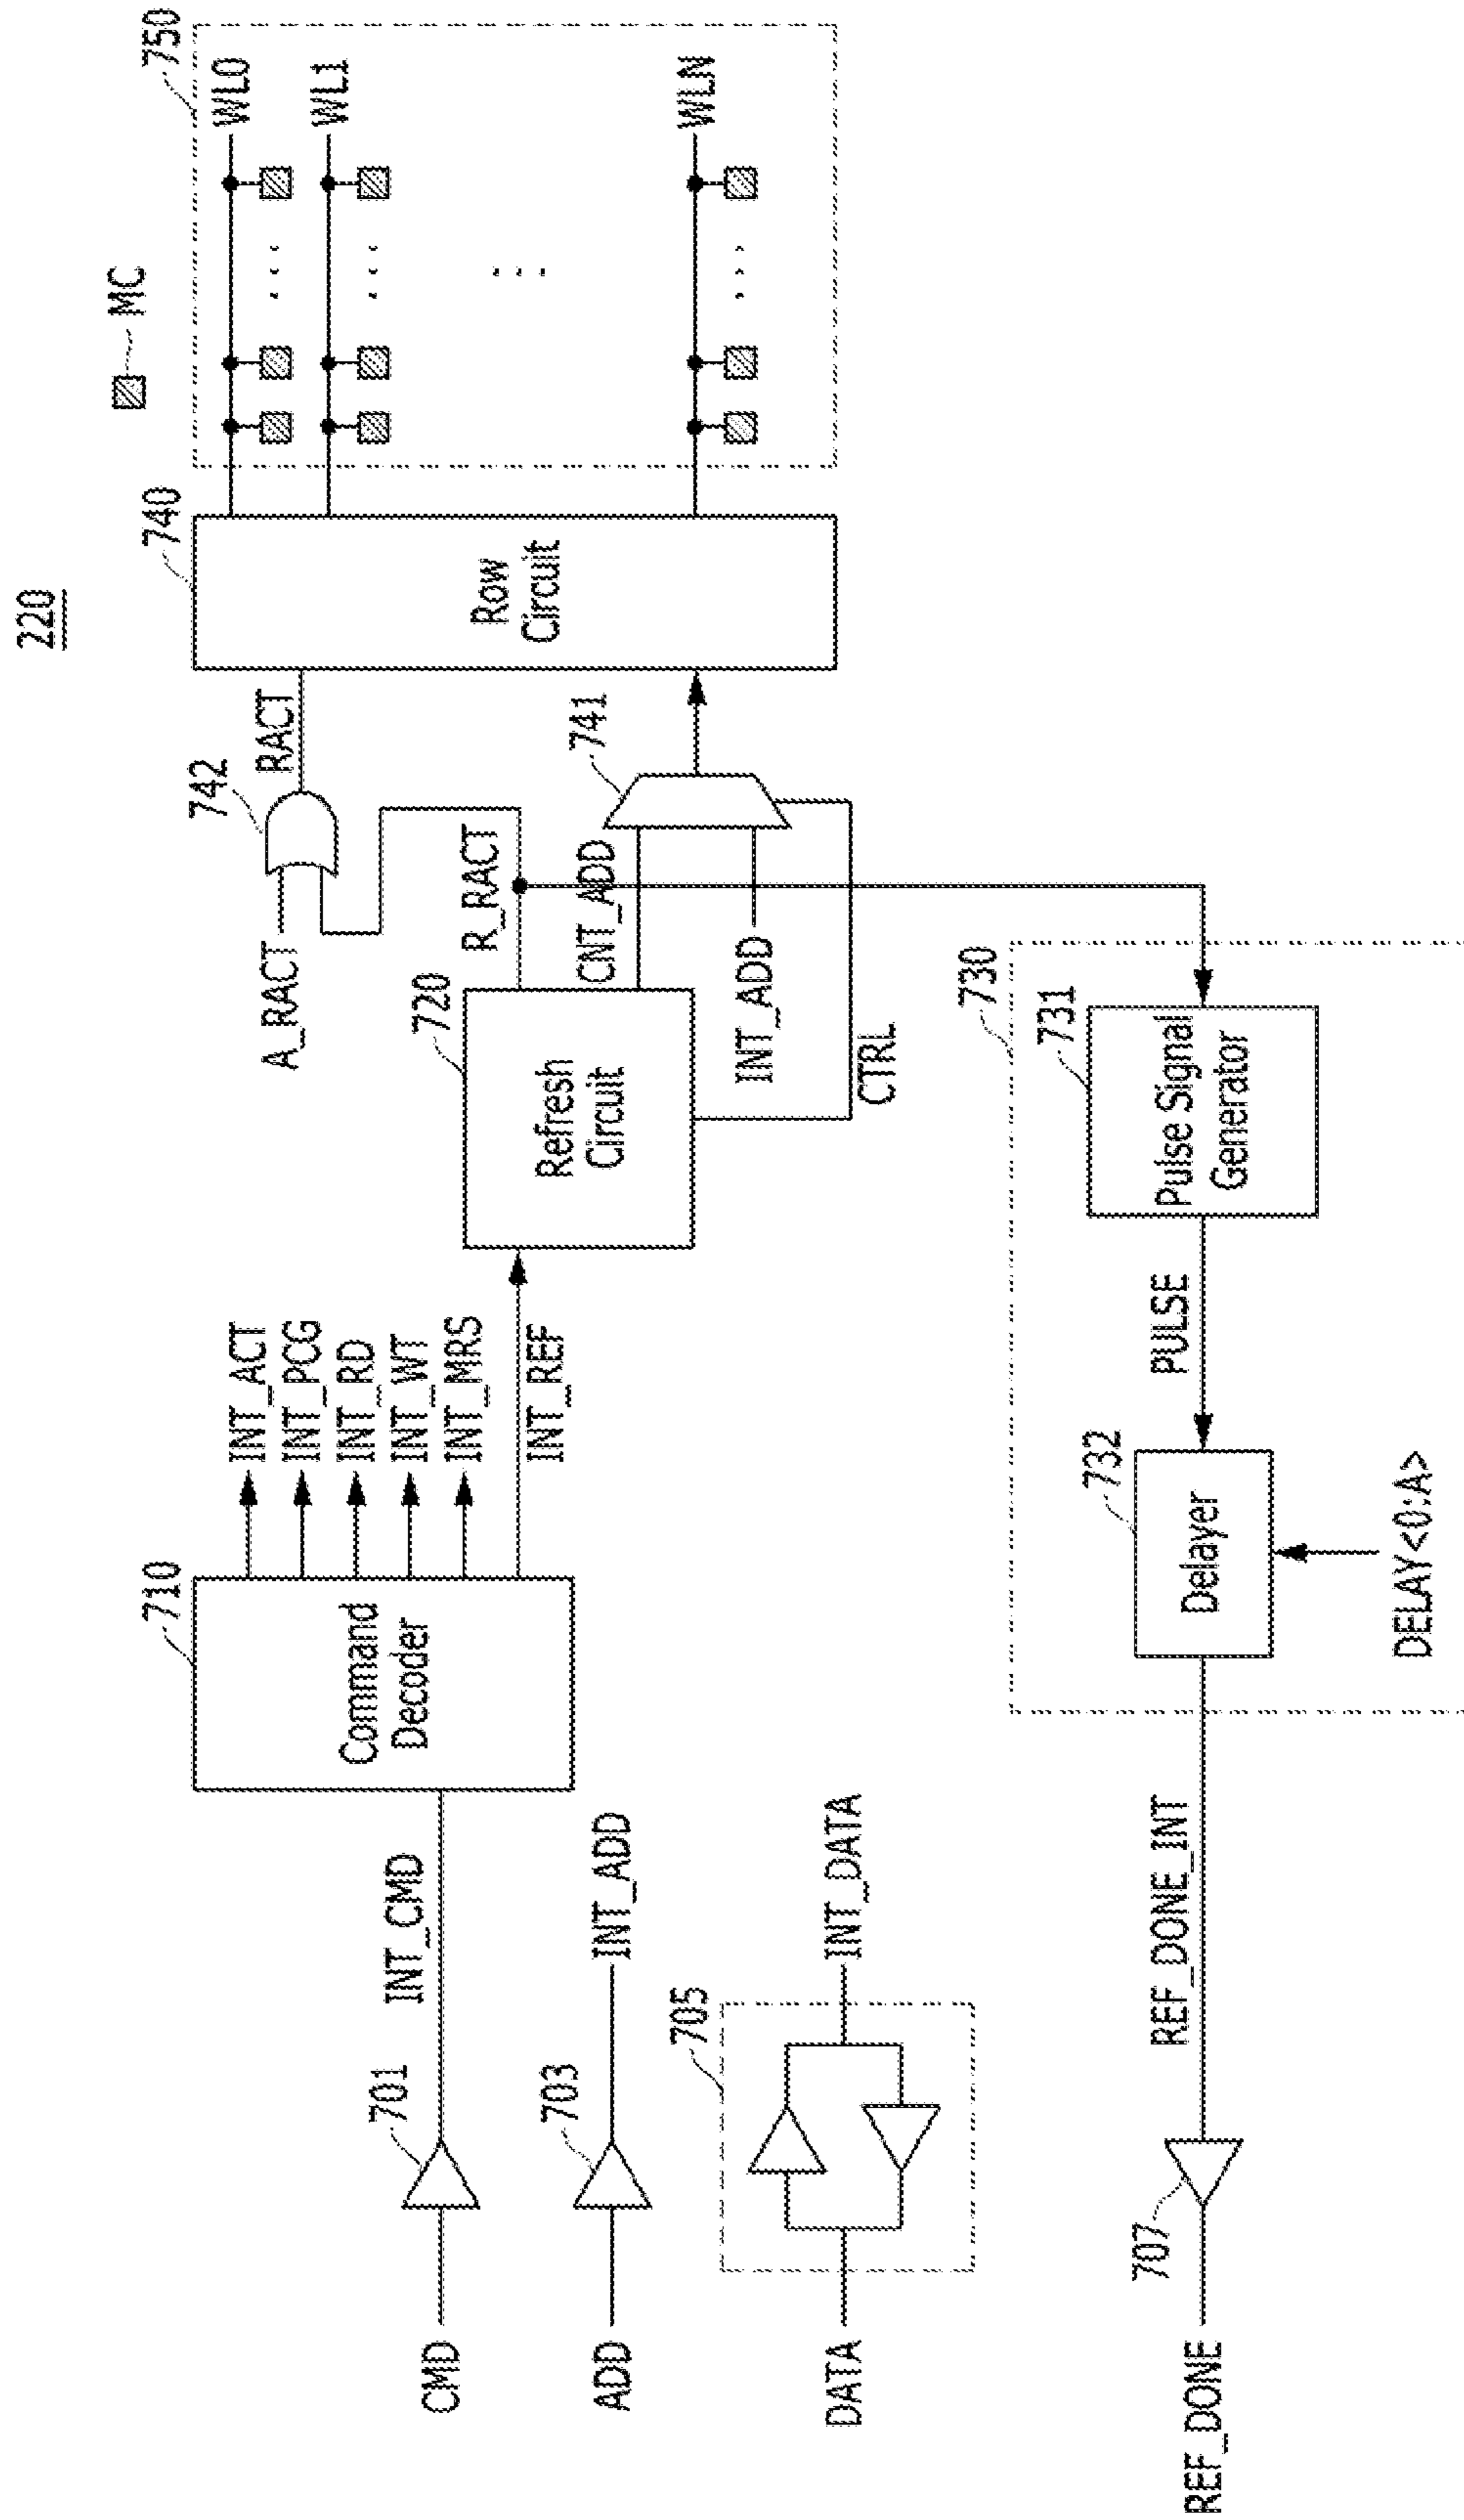 220
CMD
701
INT_CMD
710
Command
Decoder
INT_ACT
INT_PCG
INT_RD
INT_WT
INT_MRS
INT_REF
720
Refresh
Circuit
A_RACT
742
RACT
R_RACT
CNT_ADD
741
INT_ADD
CTRL
740
Row
Circuit
MC
750
WL0
WL1
WLN
ADD
703
INT_ADD
705
DATA
INT_DATA
730
731
Pulse Signal
Generator
PULSE
732
Delayer
DELAY<0:A>
REF_DONE_INT
707
REF_DONE